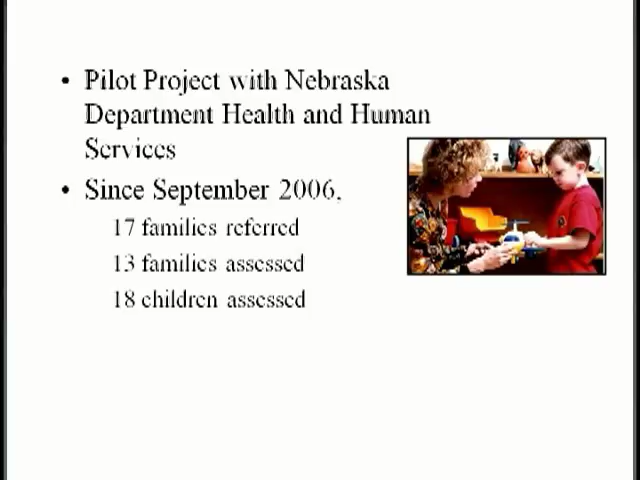 • Pilot Project with Nebraska
Department Health and Human
Services
• Since September 2006,
17 families referred
13 families assessed
18 children assessed